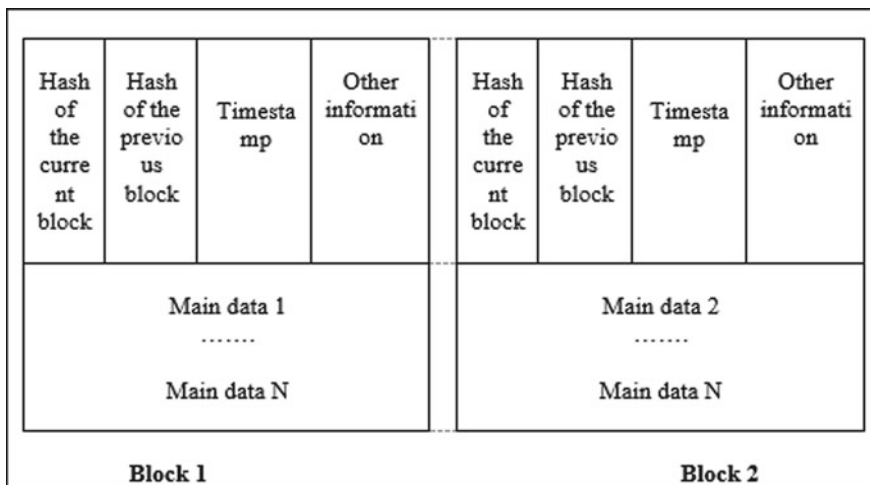 Hash
of
the
curre
nt
block
Hash
of the
previo
us
block
Timesta
mp
Other
informati
on
Hash
of
the
curre
nt
block
Hash
of the
previo
us
block
Timesta
mp
Other
informati
on
Main data 1
.......
Main data N
Main data 2
.......
Main data N
Block 1
Block 2